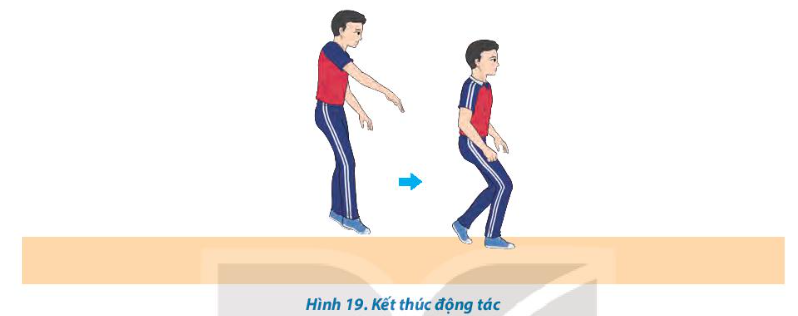 Hình 19. Kết thúc động tác